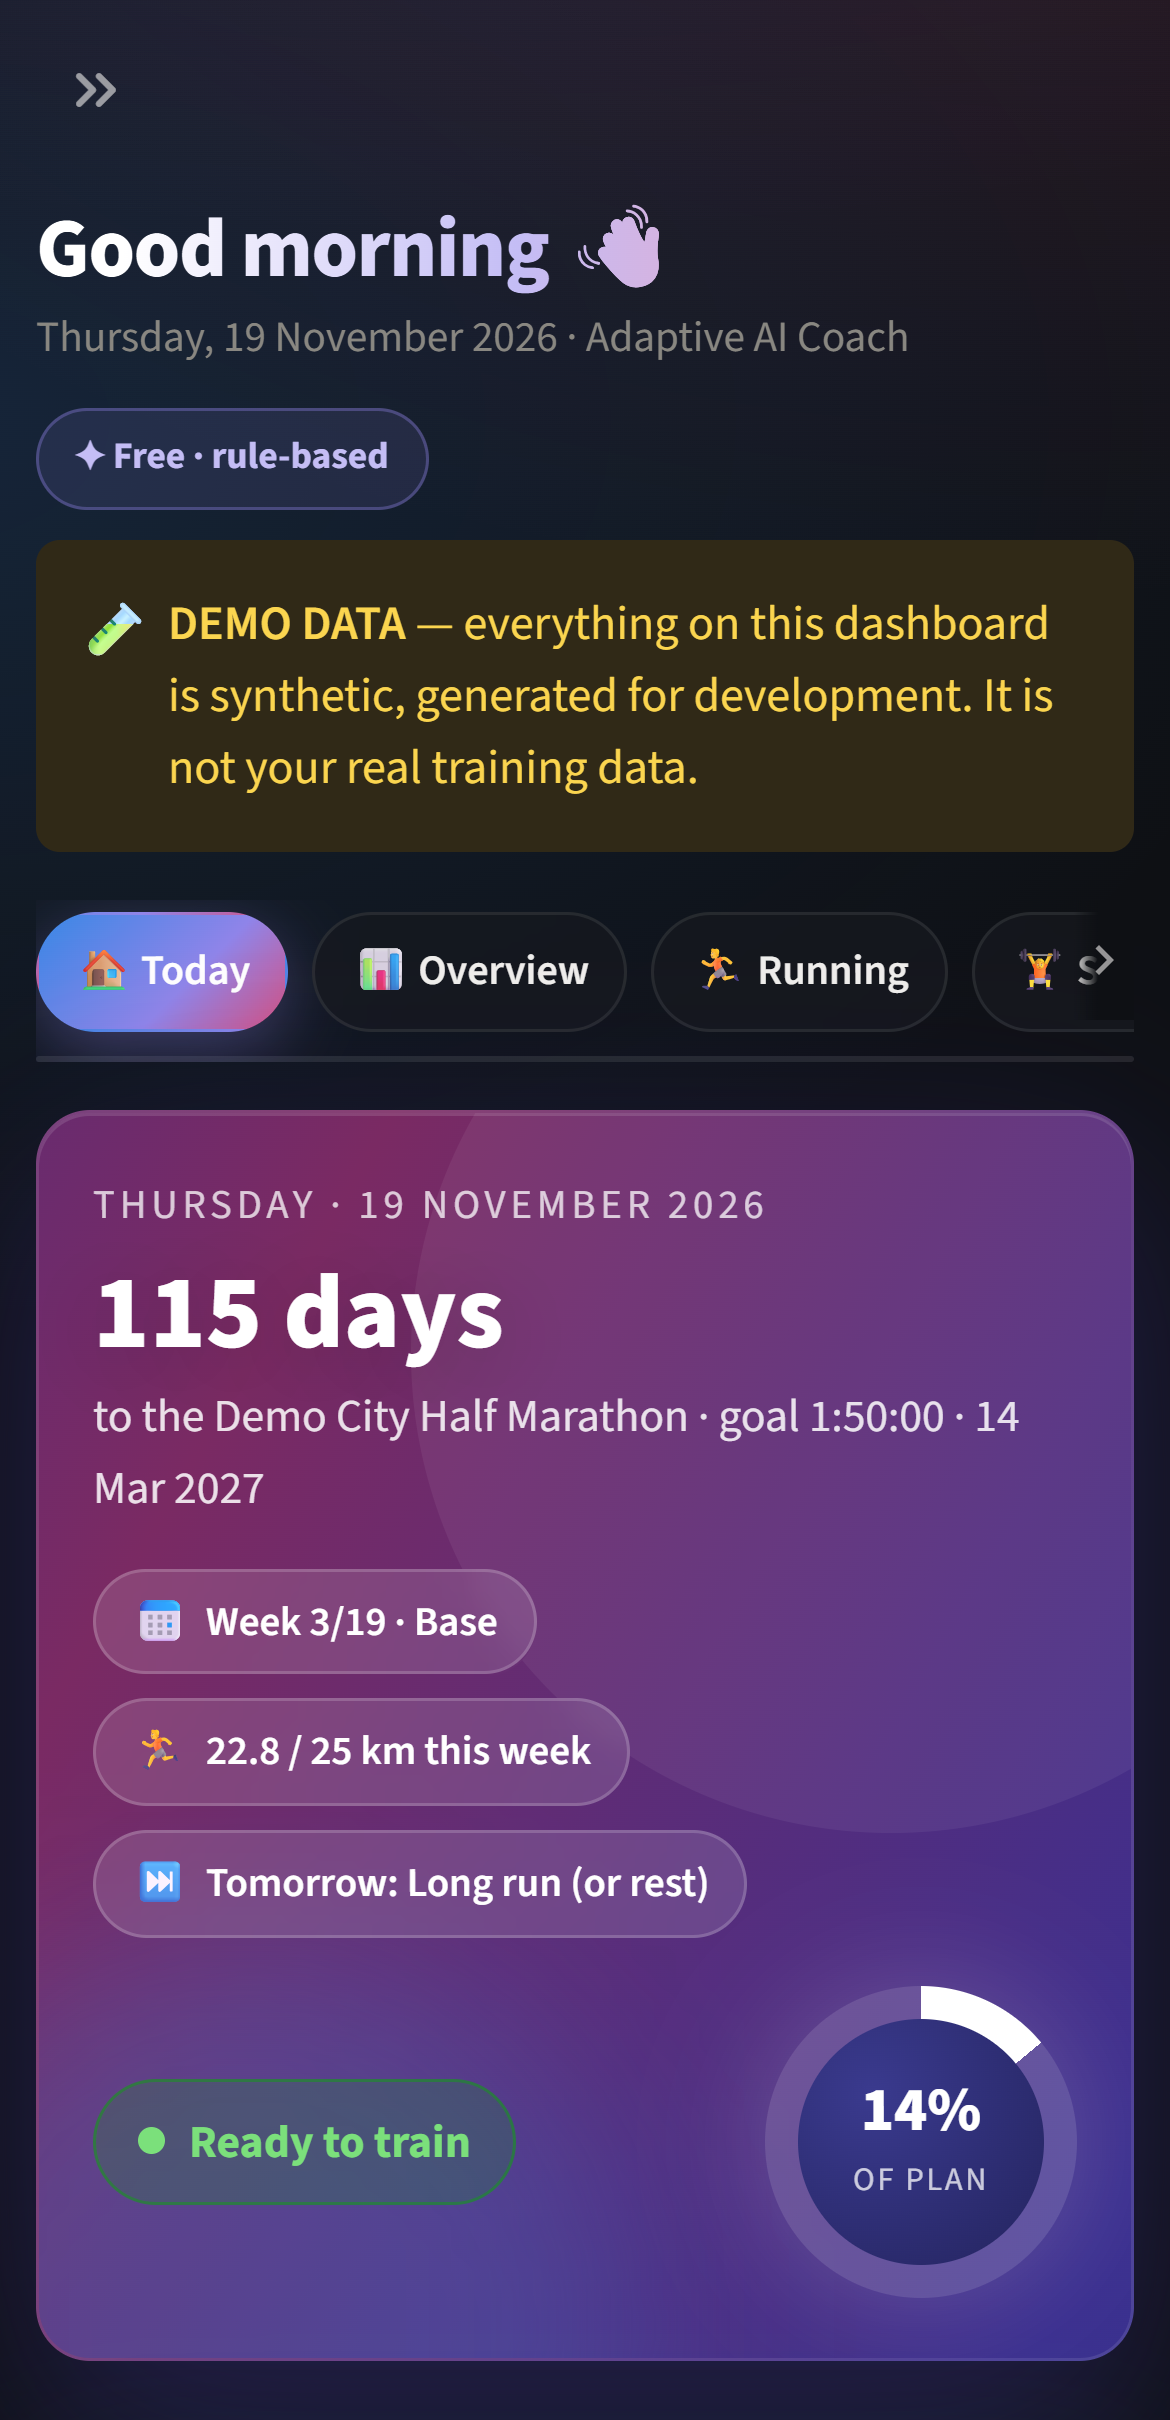 Good morning 👋
Thursday, 19 November 2026 · Adaptive AI Coach
✦ Free · rule-based
DEMO DATA — everything on this dashboard
is synthetic, generated for development. It is
not your real training data.
Today
Overview
Running
THURSDAY · 19 NOVEMBER 2026
115 days
to the Demo City Half Marathon · goal 1:50:00 · 14
Mar 2027
Week 3/19 · Base
22.8 / 25 km this week
Tomorrow: Long run (or rest)
Ready to train
14%
OF PLAN